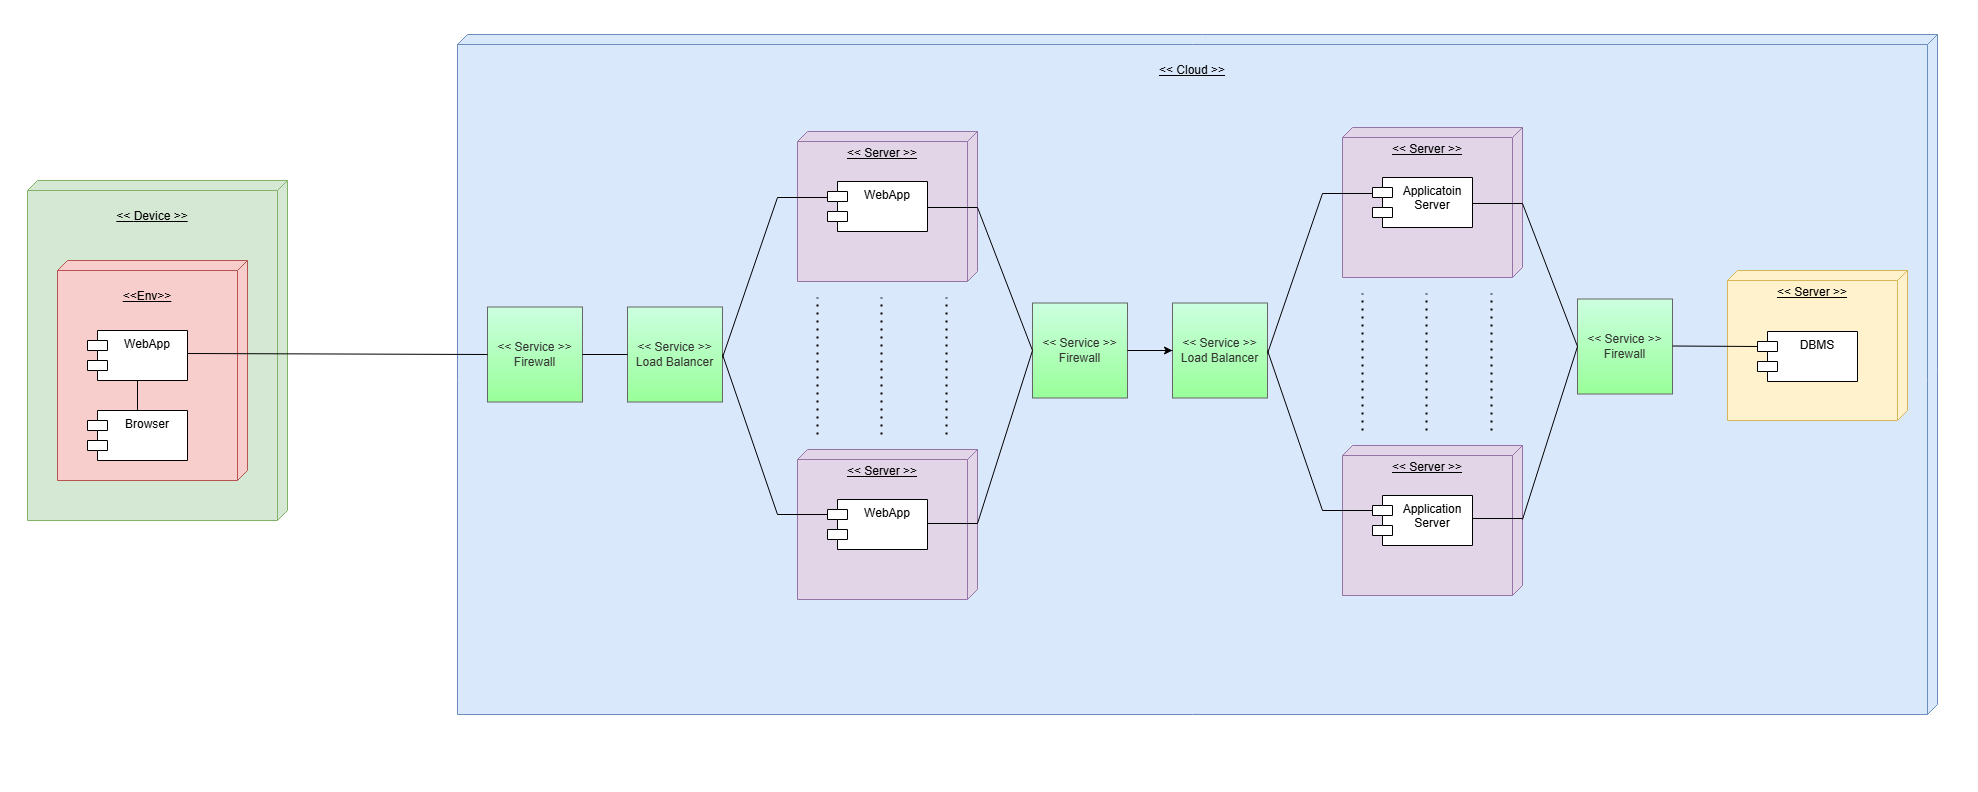 << Cloud >>
<< Device >>
<<Env>>
WebApp
Browser
<< Service >>
Firewall
<< Service >>
Load Balancer
<< Server >>
WebApp
<< Server >>
WebApp
<< Service >>
Firewall
<< Service >>
Load Balancer
<< Server >>
Applicatoin
Server
<< Server >>
Application
Server
<< Service >>
Firewall
<< Server >>
DBMS